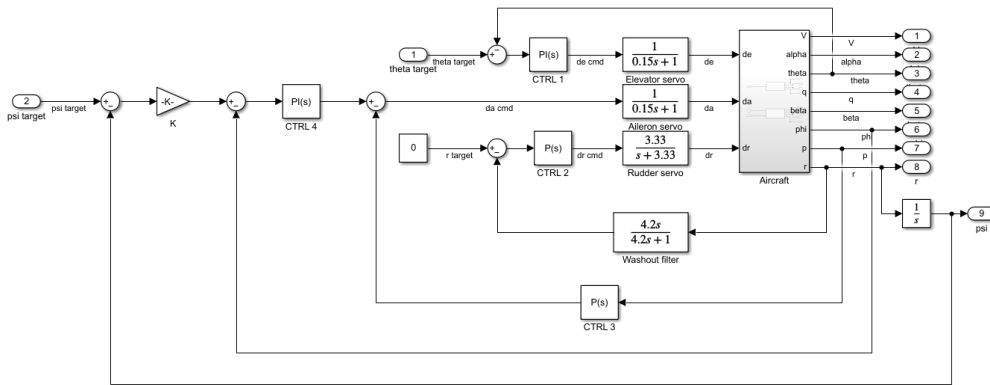 1
theta target
theta target
PI(s)
CTRL 1
de cmd
1
0.15s + 1
Elevator servo
de
2
psi target
psi target
-K-
K
PI(s)
CTRL 4
da cmd
1
0.15s + 1
Aileron servo
da
0
r target
P(s)
CTRL 2
dr cmd
3.33
s + 3.33
Rudder servo
dr
de
da
dr
V
alpha
theta
q
beta
phi
p
r
Aircraft
V
1
alpha
2
theta
3
q
4
beta
5
ph
6
p
7
r
8
r
1
s
9
psi
4.2s
4.2s + 1
Washout filter
P(s)
CTRL 3